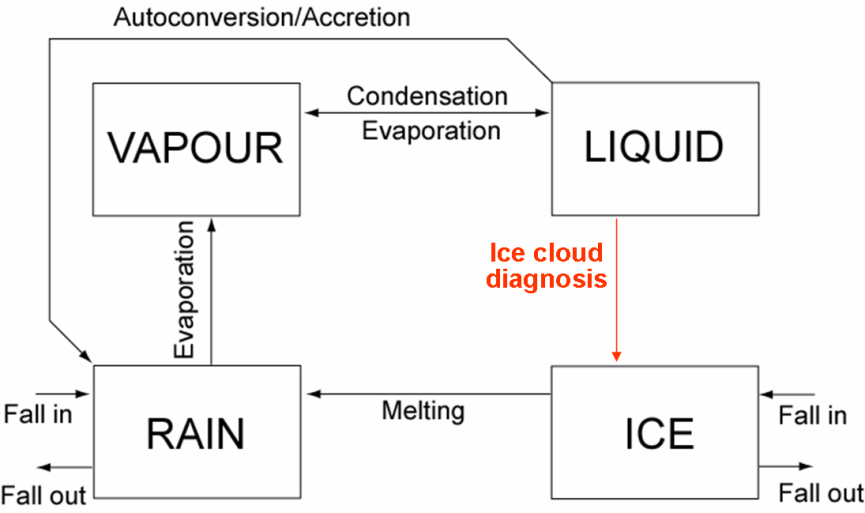 Autoconversion/Accretion
VAPOUR
Condensation
Evaporation
LIQUID
Evaporation
Ice cloud
diagnosis
Fall in
Fall out
RAIN
Melting
ICE
Fall in
Fall out